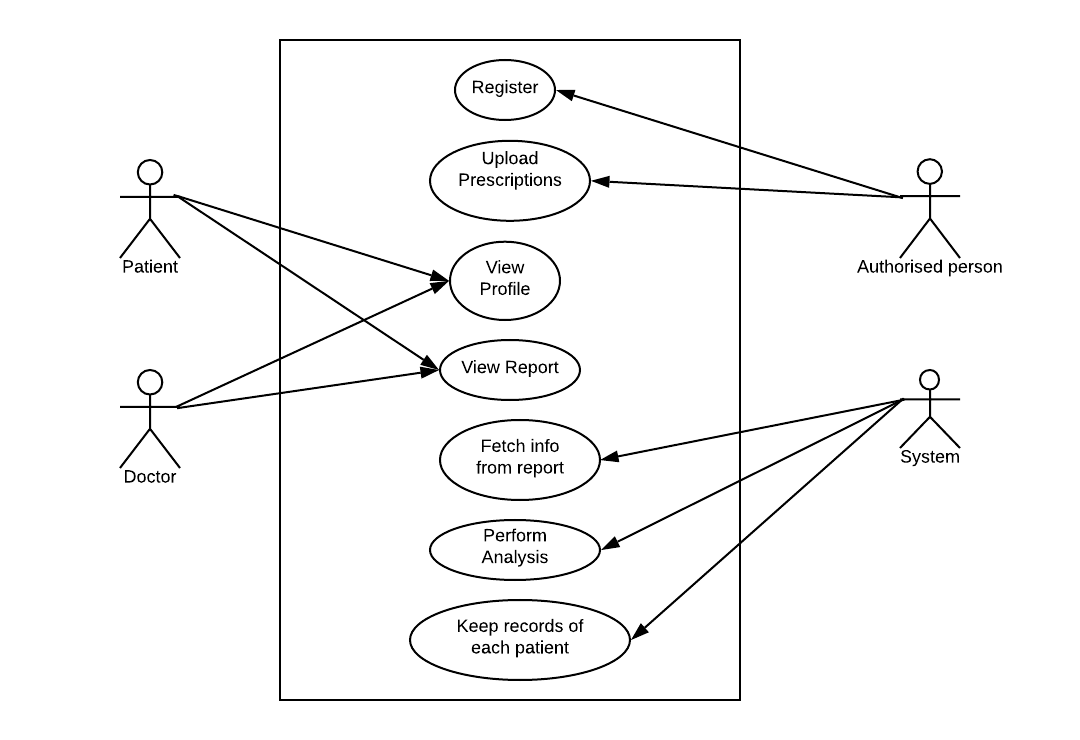 Register
Upload
Prescriptions
View
Profile
View Report
Fetch info
from report
Perform
Analysis
Keep records of
each patient
Patient
Doctor
Authorised person
System